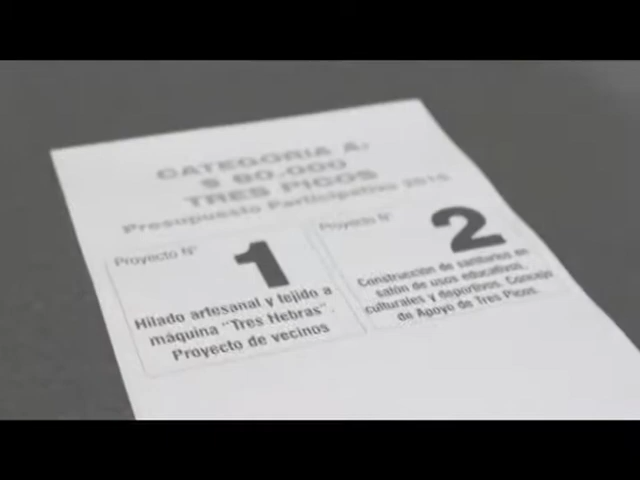 CATEGORIA A:
$ 80.000
TRES PICOS
Presupuesto Participativo 2015
Proyecto N°
1
Hilado artesanal y tejido a
máquina "Tres Hebras".
Proyecto de vecinos
Proyecto N°
2
Construcción de sanitarios en
salón de usos educativos,
culturales y deportivos. Concejo
de Apoyo de Tres Picos.